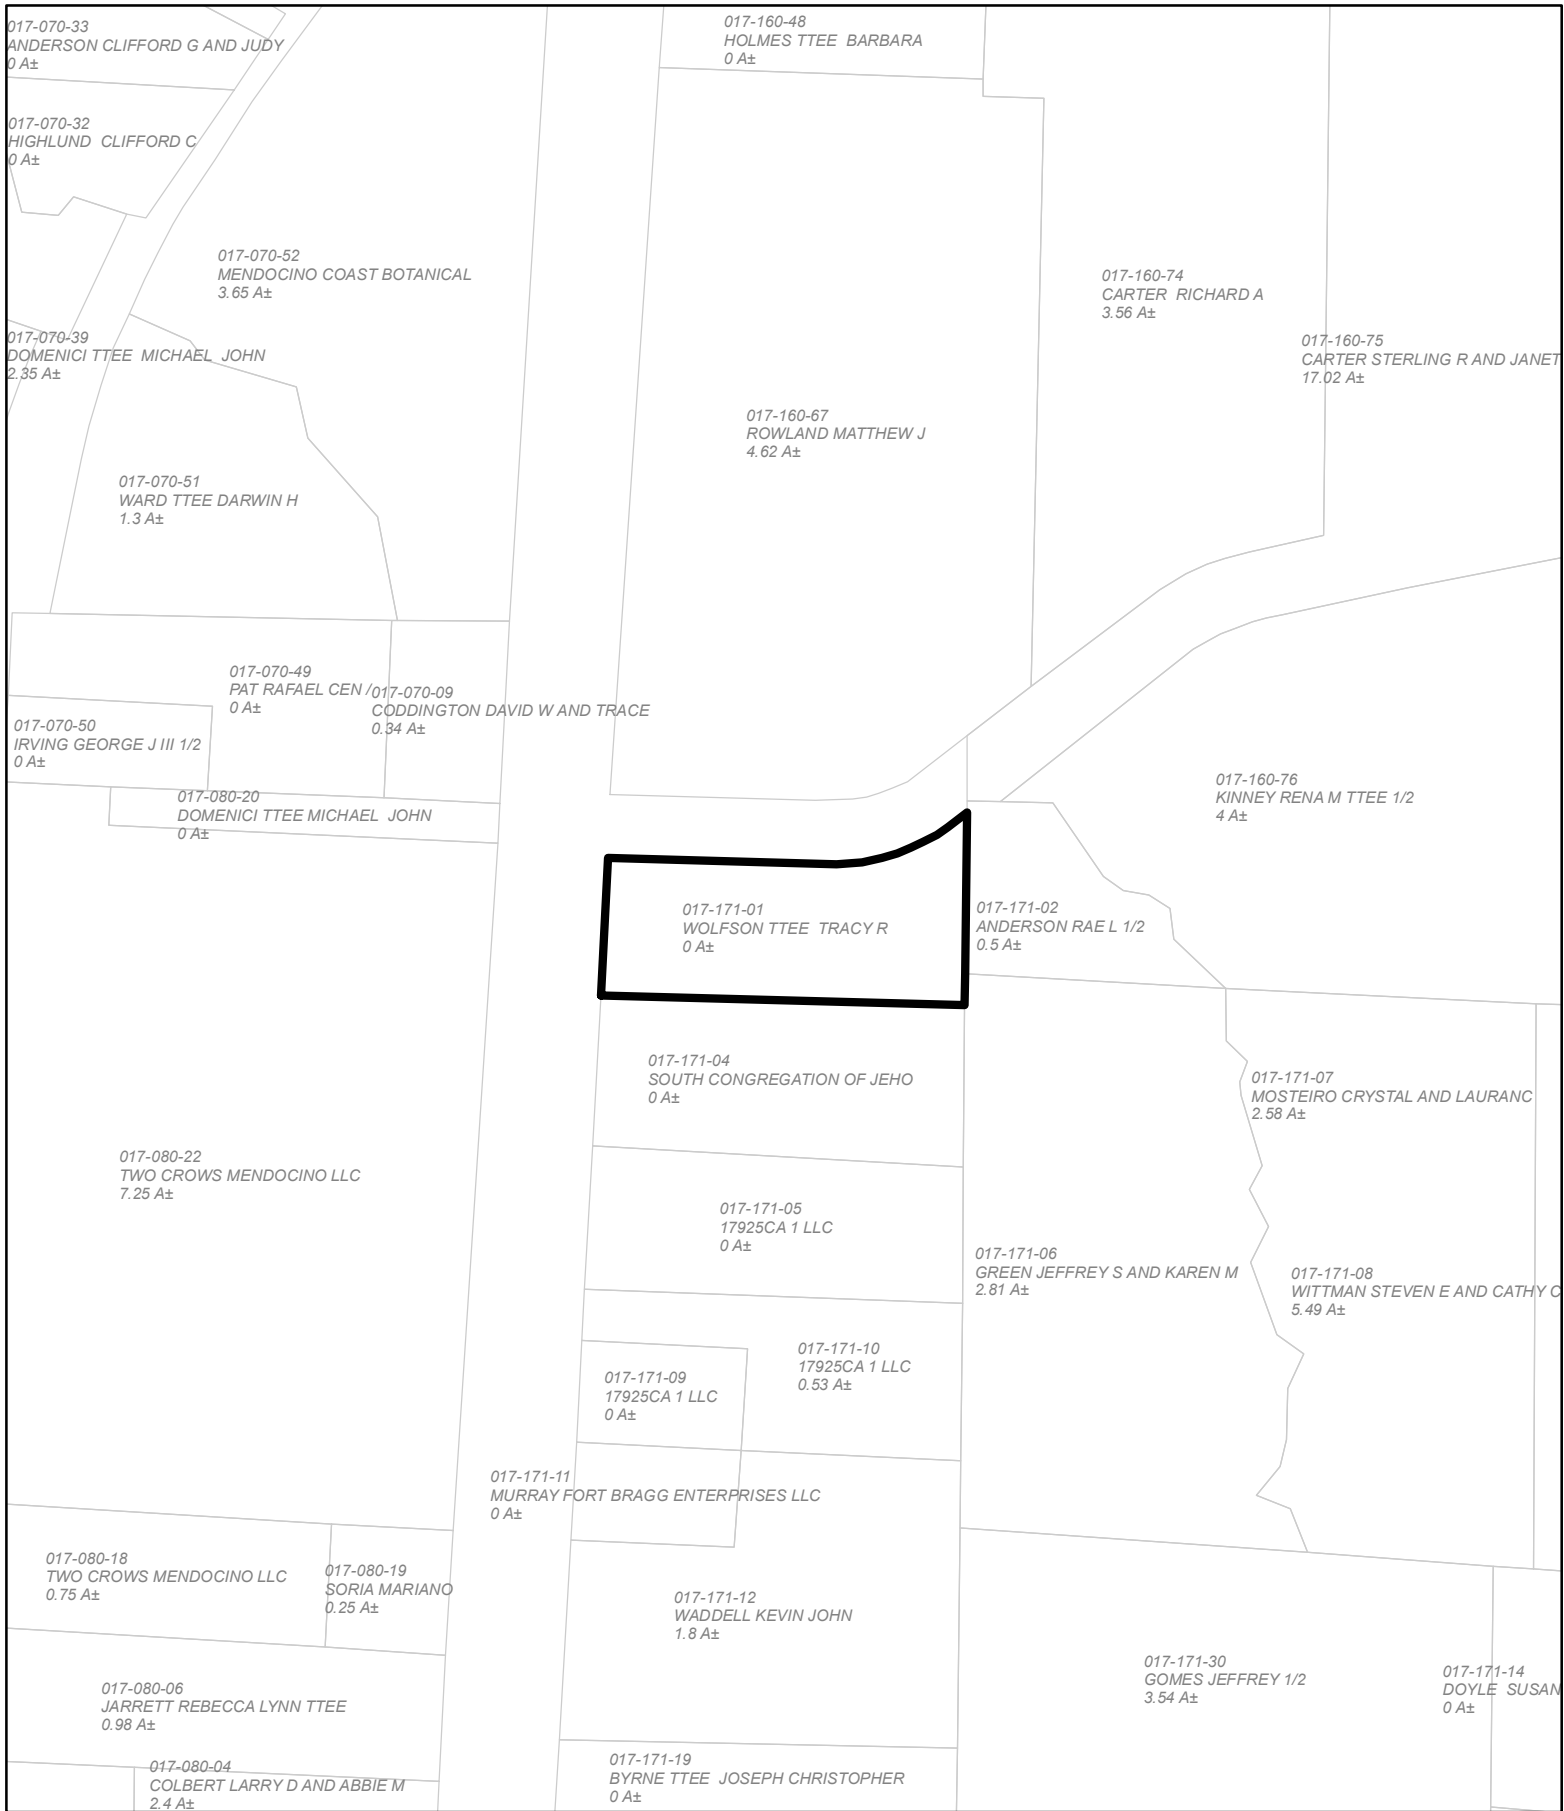 017-070-33
ANDERSON CLIFFORD G AND JUDY
0 A±
017-160-48
HOLMES TTEE  BARBARA
0 A±
017-070-32
HIGHLUND  CLIFFORD C
0 A±
017-070-52
MENDOCINO COAST BOTANICAL
3.65 A±
017-160-74
CARTER  RICHARD A
3.56 A±
017-070-39
DOMENICI TTEE  MICHAEL  JOHN
2.35 A±
017-160-75
CARTER STERLING R AND JANET
17.02 A±
017-160-67
ROWLAND MATTHEW J
4.62 A±
017-070-51
WARD TTEE DARWIN H
1.3 A±
017-070-49
PAT RAFAEL CEN /
0 A±
017-070-09
CODDINGTON DAVID W AND TRACE
0.34 A±
017-070-50
IRVING GEORGE J III 1/2
0 A±
017-080-20
DOMENICI TTEE MICHAEL  JOHN
0 A±
017-160-76
KINNEY RENA M TTEE 1/2
4 A±
017-171-01
WOLFSON TTEE  TRACY R
0 A±
017-171-02
ANDERSON RAE L 1/2
0.5 A±
017-171-04
SOUTH CONGREGATION OF JEHO
0 A±
017-171-07
MOSTEIRO CRYSTAL AND LAURANC
2.58 A±
017-080-22
TWO CROWS MENDOCINO LLC
7.25 A±
017-171-05
17925CA 1 LLC
0 A±
017-171-06
GREEN JEFFREY S AND KAREN M
2.81 A±
017-171-08
WITTMAN STEVEN E AND CATHY C
5.49 A±
017-171-10
17925CA 1 LLC
0.53 A±
017-171-09
17925CA 1 LLC
0 A±
017-171-11
MURRAY FORT BRAGG ENTERPRISES LLC
0 A±
017-080-18
TWO CROWS MENDOCINO LLC
0.75 A±
017-080-19
SORIA MARIANO
0.25 A±
017-171-12
WADDELL KEVIN JOHN
1.8 A±
017-171-30
GOMES JEFFREY 1/2
3.54 A±
017-171-14
DOYLE  SUSAN
0 A±
017-080-06
JARRETT REBECCA LYNN TTEE
0.98 A±
017-171-19
BYRNE TTEE  JOSEPH CHRISTOPHER
0 A±
017-080-04
COLBERT LARRY D AND ABBIE M
2.4 A±